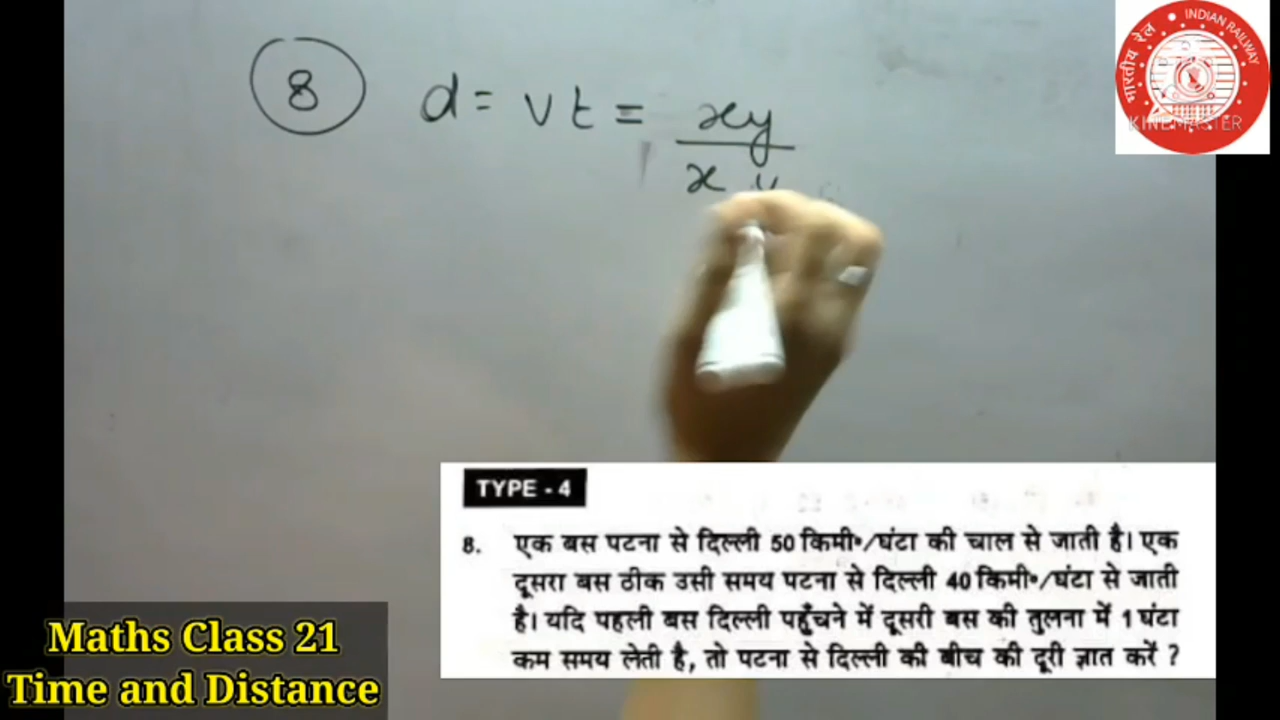 8
d = vt = xy
x
भारतीय रेल INDIAN RAILWAY
KINEMASTER
TYPE - 4
8. एक बस पटना से दिल्ली 50 किमी॰/घंटा की चाल से जाती है। एक
दूसरा बस ठीक उसी समय पटना से दिल्ली 40 किमी॰/घंटा से जाती
है। यदि पहली बस दिल्ली पहुँचने में दूसरी बस की तुलना में 1 घंटा
कम समय लेती है, तो पटना से दिल्ली की बीच की दूरी ज्ञात करें ?
Maths Class 21
Time and Distance